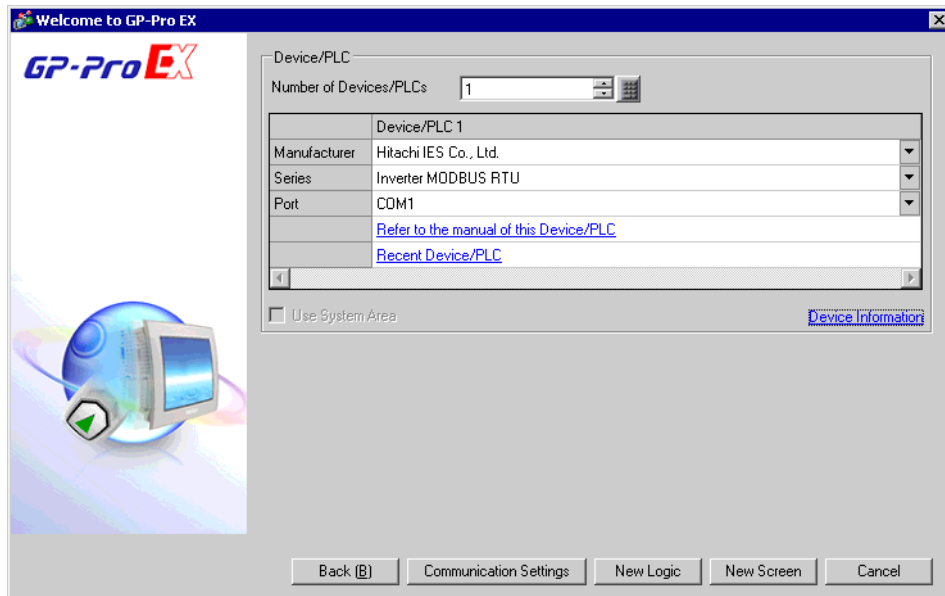 Welcome to GP-Pro EX
GP-Pro EX
Device/PLC
Number of Devices/PLCs 1
Device/PLC 1
Manufacturer Hitachi IES Co., Ltd.
Series Inverter MODBUS RTU
Port COM1
Refer to the manual of this Device/PLC
Recent Device/PLC
Use System Area Device Information
Back (B) Communication Settings New Logic New Screen Cancel